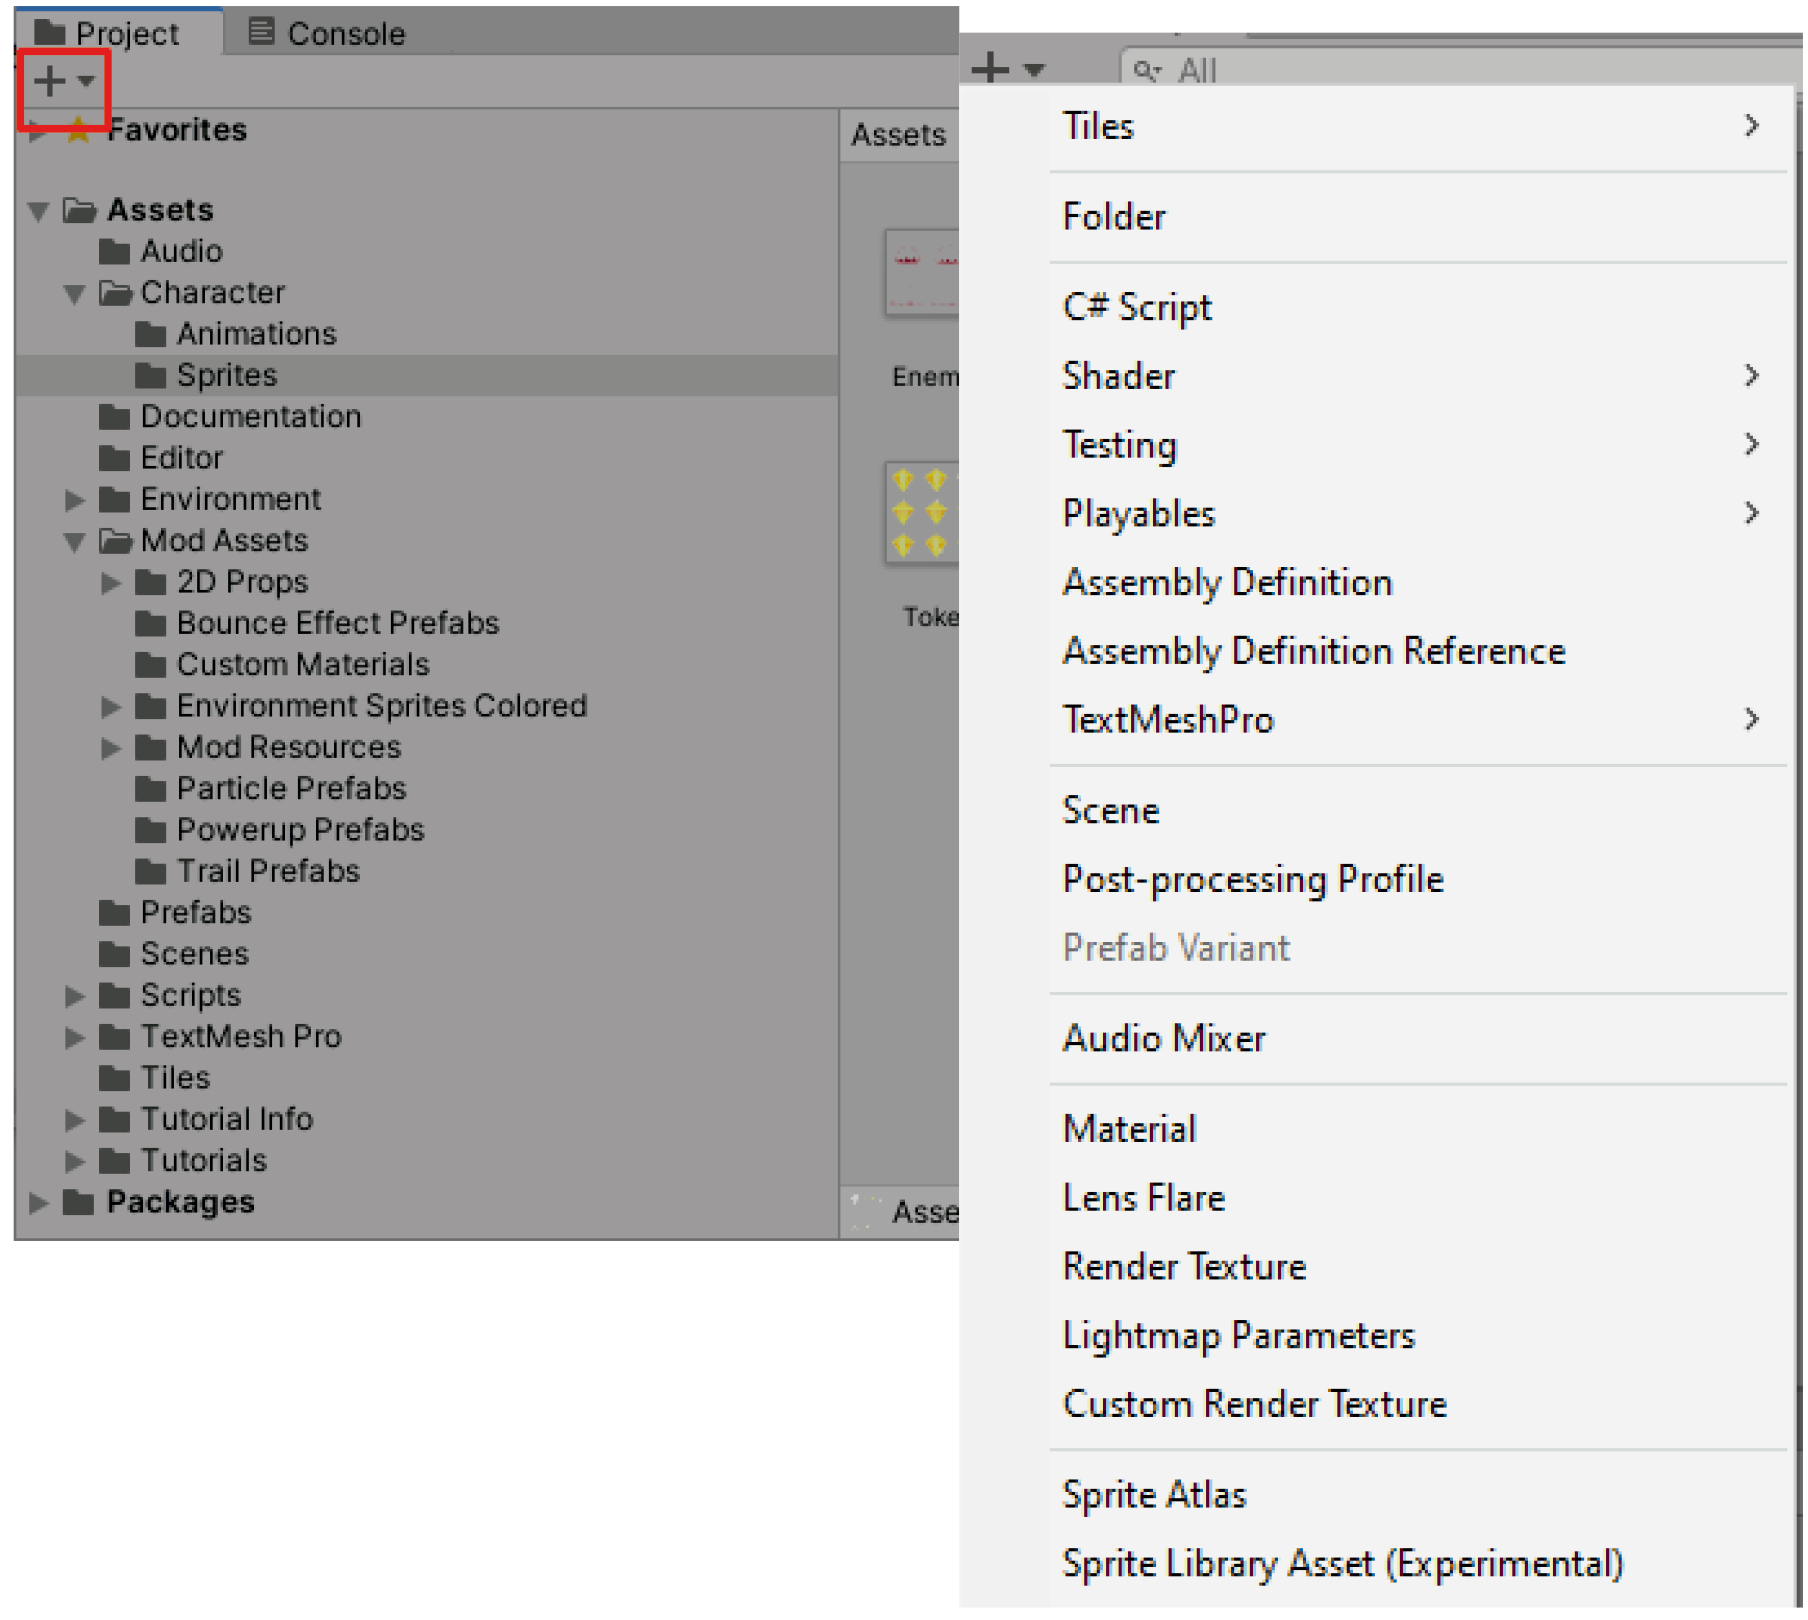 Project
Console
Favorites
Assets
Audio
Character
Animations
Sprites
Documentation
Editor
Environment
Mod Assets
2D Props
Bounce Effect Prefabs
Custom Materials
Environment Sprites Colored
Mod Resources
Particle Prefabs
Powerup Prefabs
Trail Prefabs
Prefabs
Scenes
Scripts
TextMesh Pro
Tiles
Tutorial Info
Tutorials
Packages
Assets
Enem
Toke
Asse
All
Tiles
Folder
C# Script
Shader
Testing
Playables
Assembly Definition
Assembly Definition Reference
TextMeshPro
Scene
Post-processing Profile
Prefab Variant
Audio Mixer
Material
Lens Flare
Render Texture
Lightmap Parameters
Custom Render Texture
Sprite Atlas
Sprite Library Asset (Experimental)